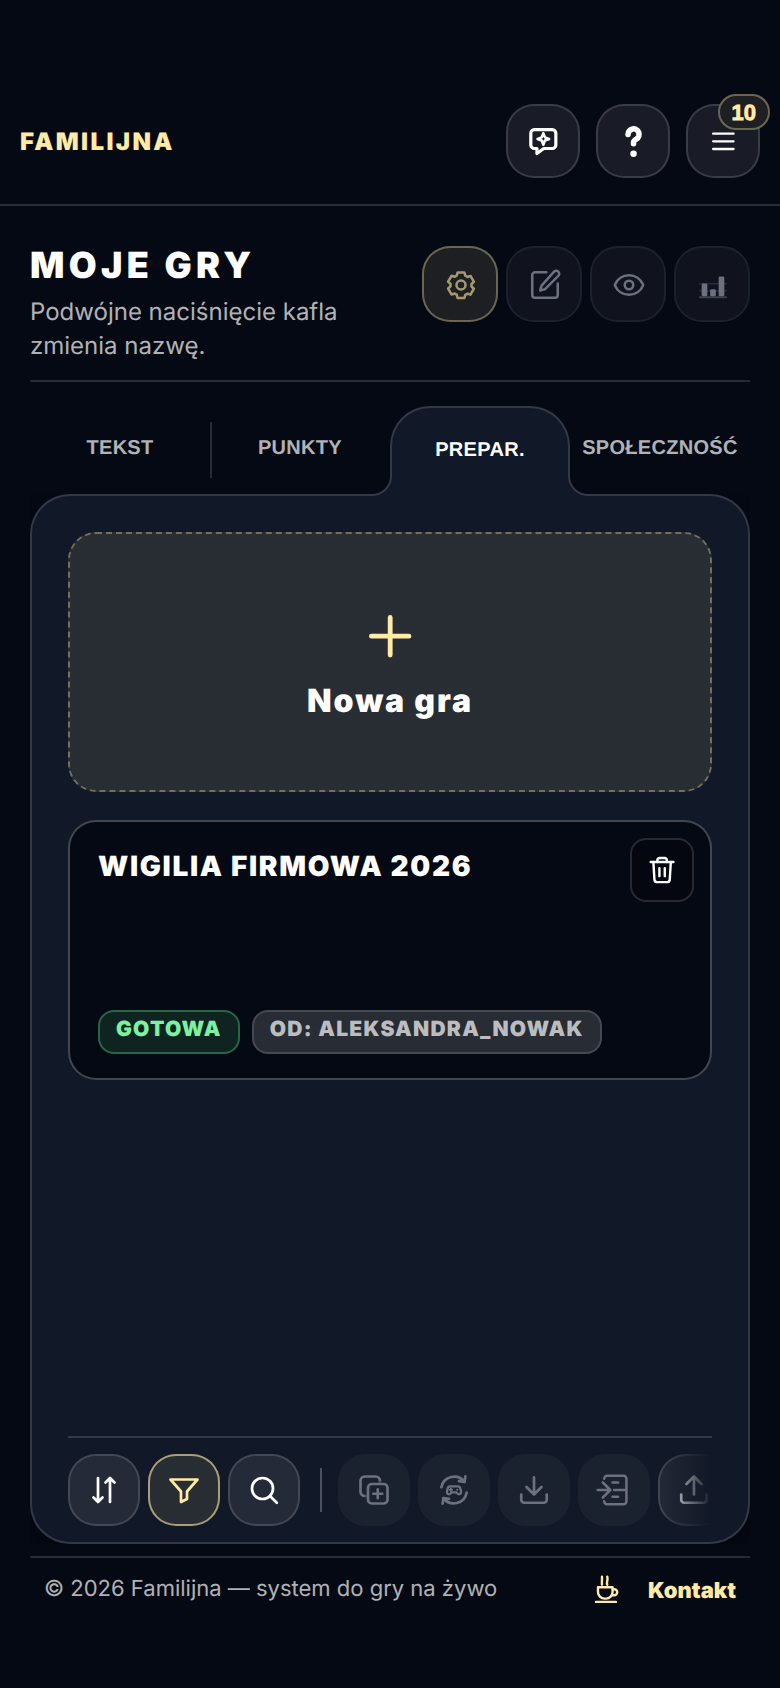 FAMILIJNA
?
10
MOJE GRY
Podwójne naciśnięcie kafla
zmienia nazwę.
TEKST
PUNKTY
PREPAR.
SPOŁECZNOŚĆ
Nowa gra
WIGILIA FIRMOWA 2026
GOTOWA
OD: ALEKSANDRA_NOWAK
© 2026 Familijna — system do gry na żywo
Kontakt